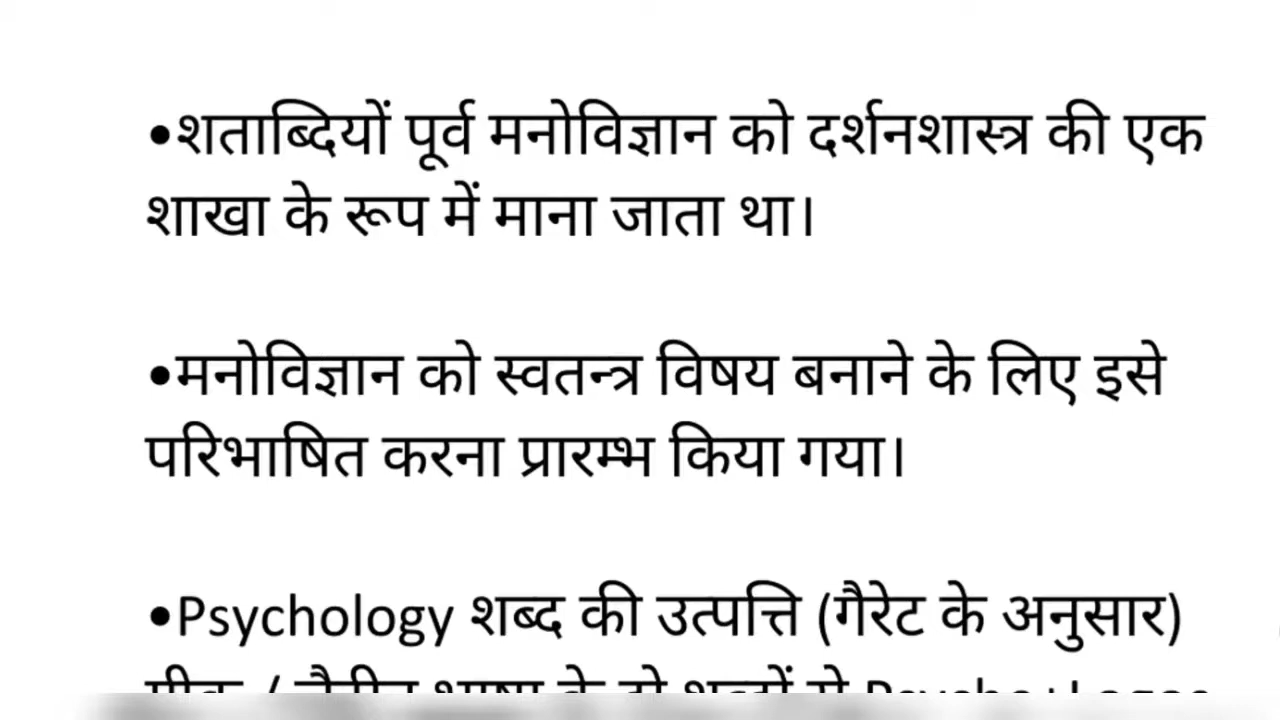 •शताब्दियों पूर्व मनोविज्ञान को दर्शनशास्त्र की एक
शाखा के रूप में माना जाता था।
•मनोविज्ञान को स्वतन्त्र विषय बनाने के लिए इसे
परिभाषित करना प्रारम्भ किया गया।
•Psychology शब्द की उत्पत्ति (गैरेट के अनुसार)